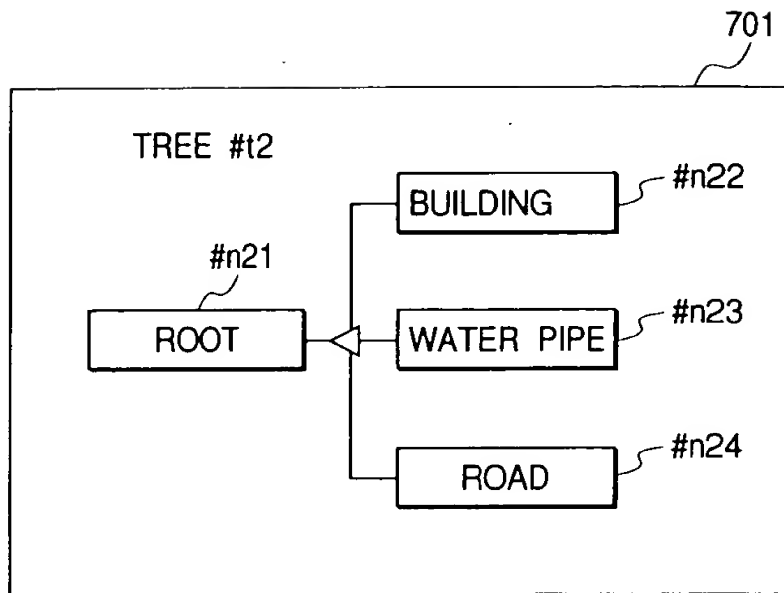 701
TREE #t2
BUILDING
#n22
#n21
ROOT
WATER PIPE
#n23
ROAD
#n24